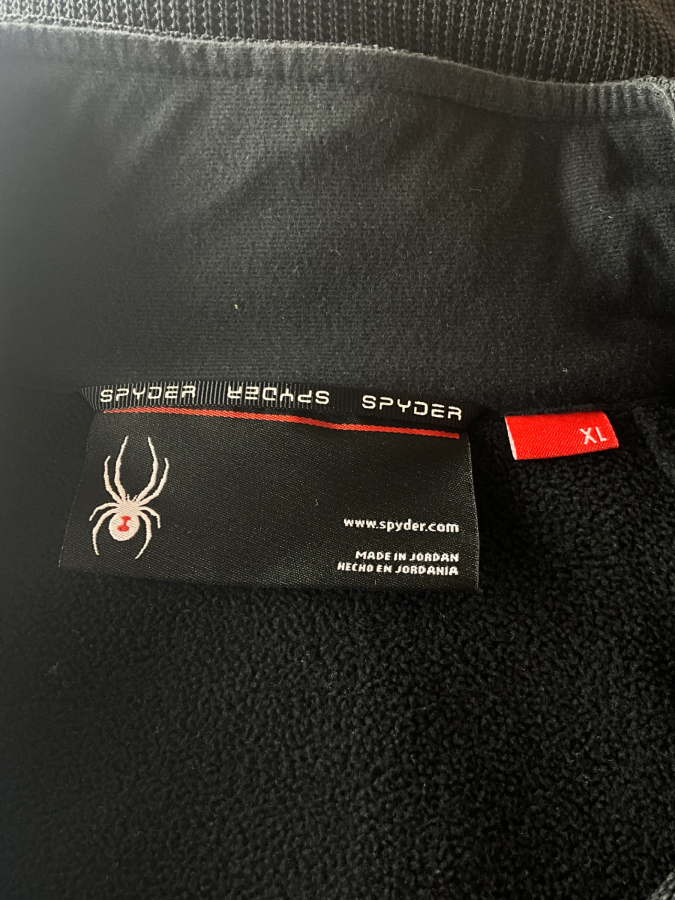 SPYDER SPYDER SPYDER
XL
www.spyder.com
MADE IN JORDAN
HECHO EN JORDANIA